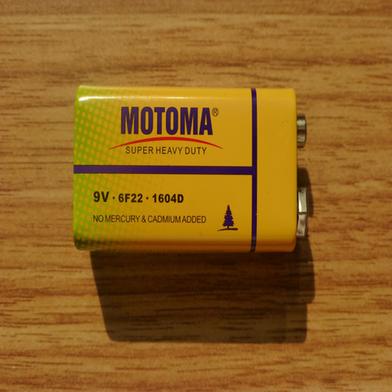 MOTOMA®
SUPER HEAVY DUTY
9V · 6F22 · 1604D
NO MERCURY & CADMIUM ADDED